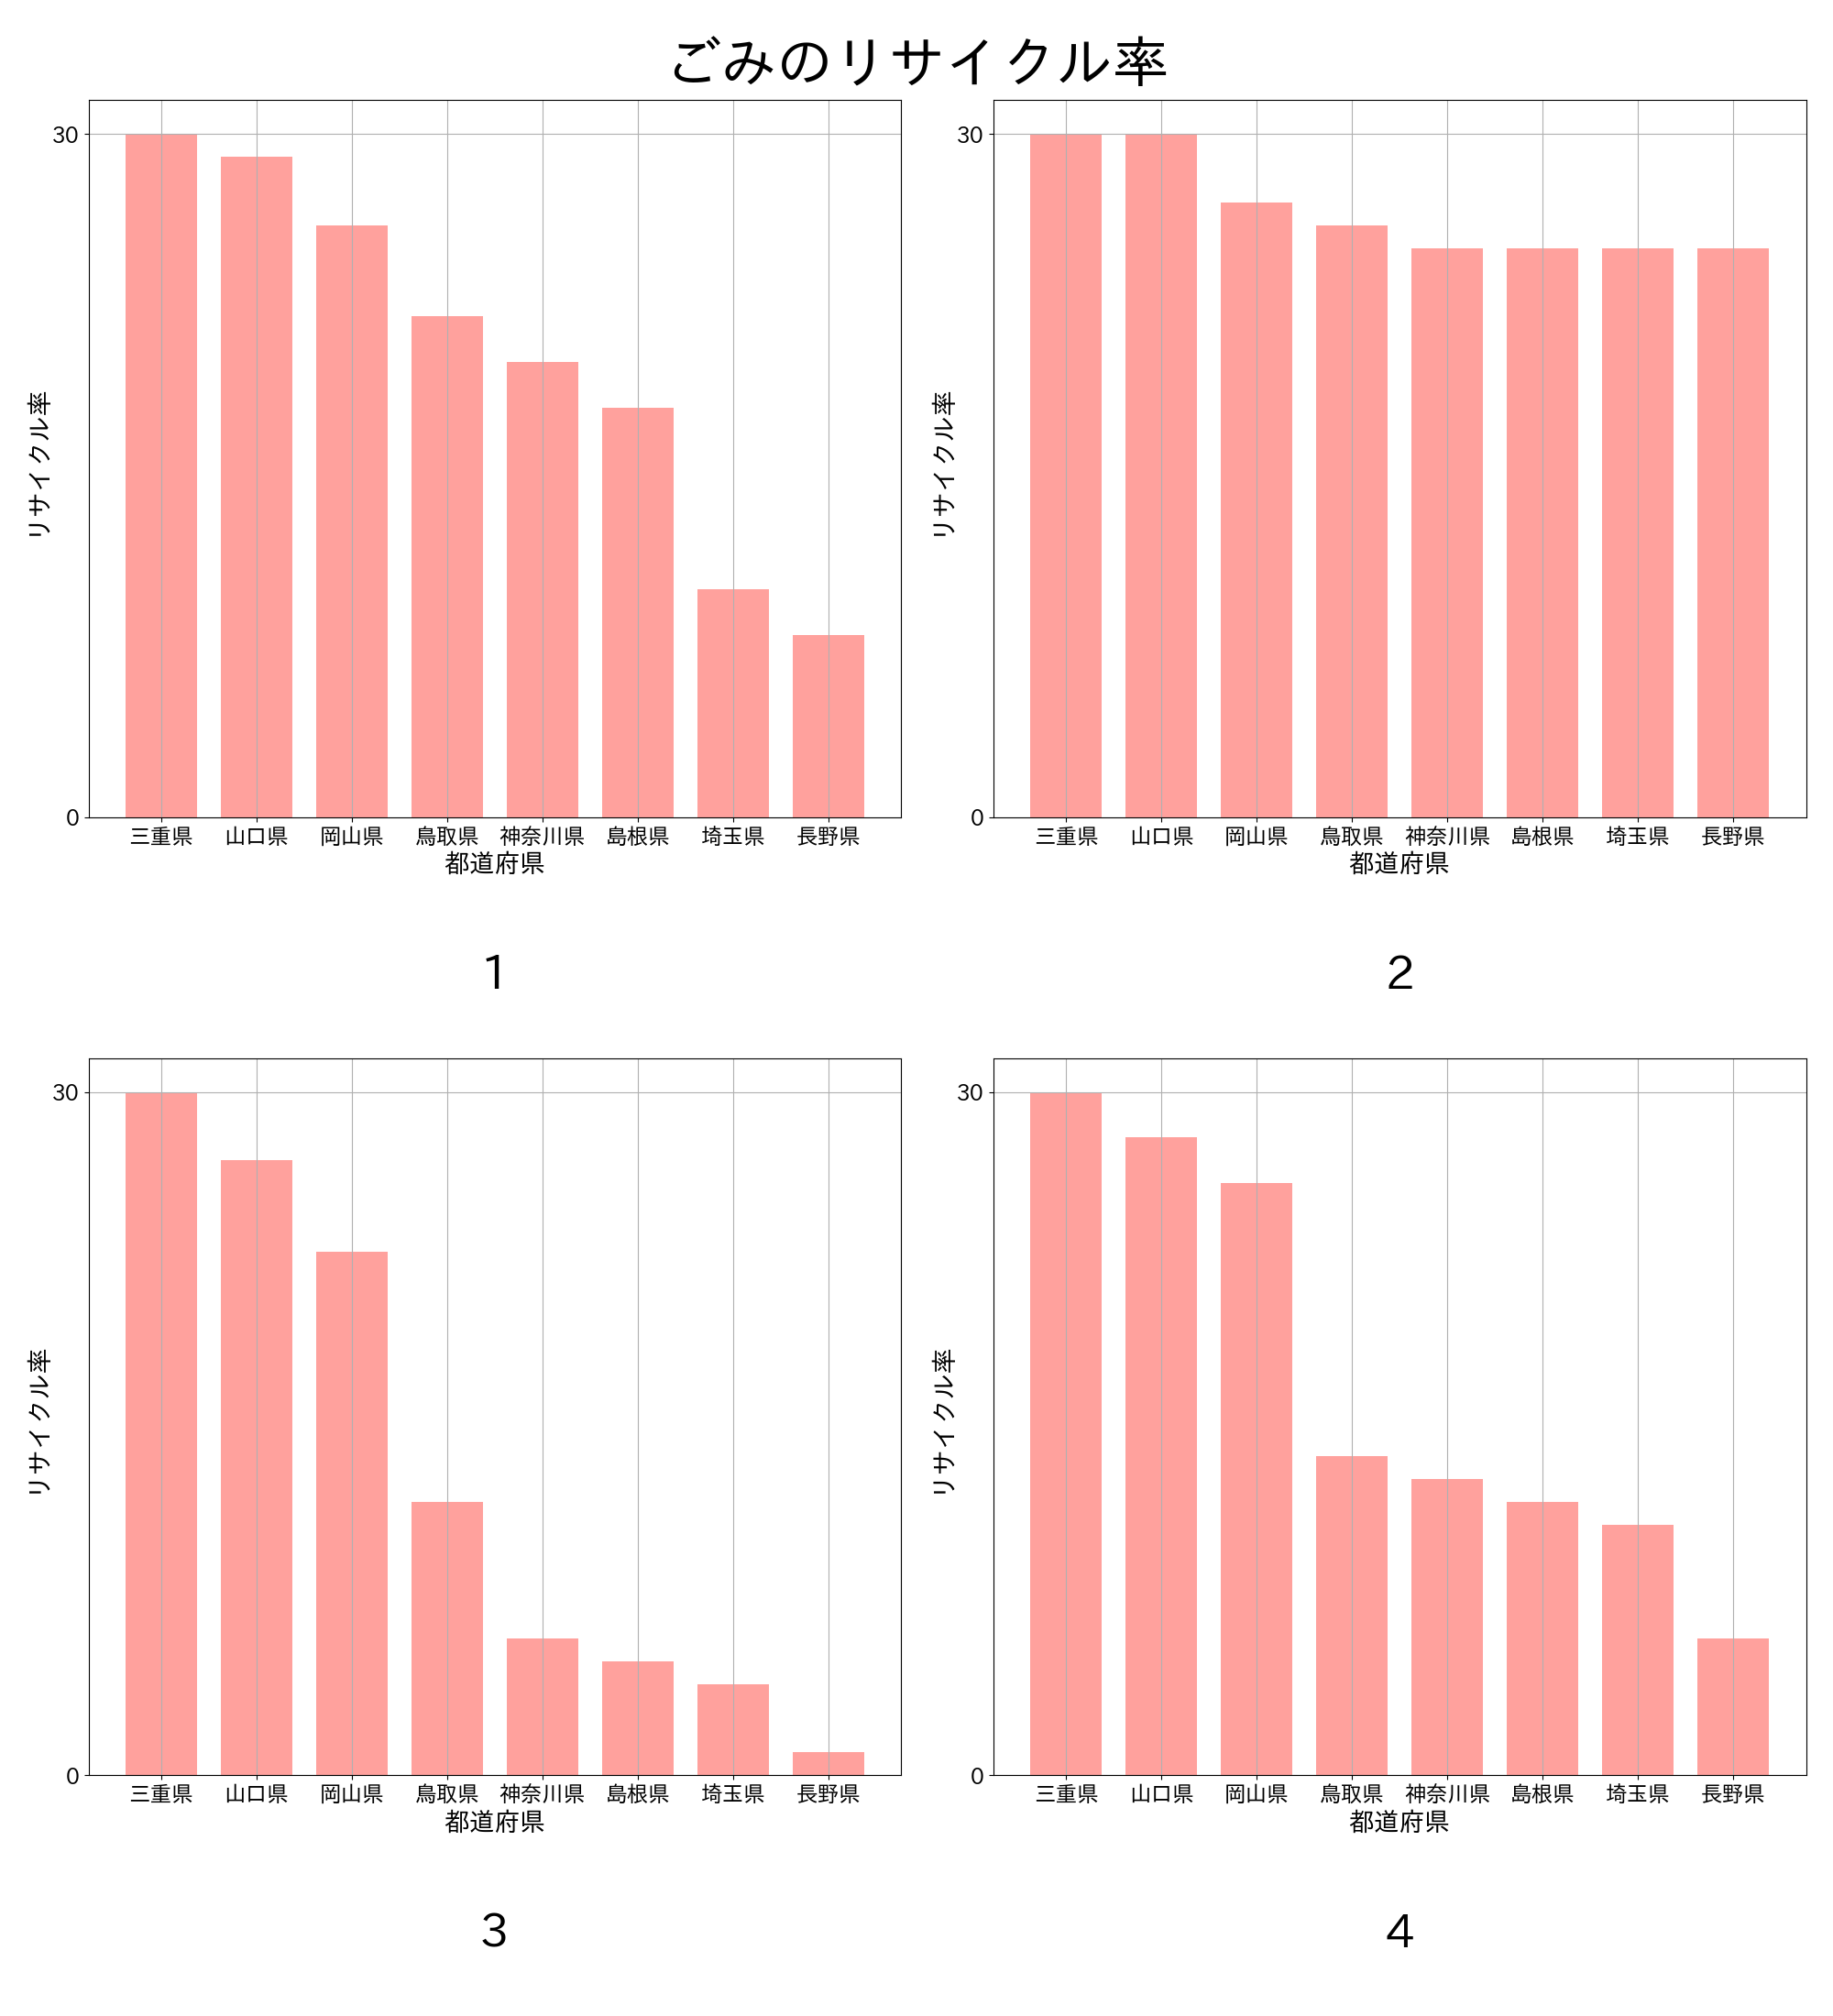 ごみのリサイクル率
30
0
リサイクル率
三重県 山口県 岡山県 鳥取県 神奈川県 島根県 埼玉県 長野県
都道府県
1
30
0
リサイクル率
三重県 山口県 岡山県 鳥取県 神奈川県 島根県 埼玉県 長野県
都道府県
2
30
0
リサイクル率
三重県 山口県 岡山県 鳥取県 神奈川県 島根県 埼玉県 長野県
都道府県
3
30
0
リサイクル率
三重県 山口県 岡山県 鳥取県 神奈川県 島根県 埼玉県 長野県
都道府県
4